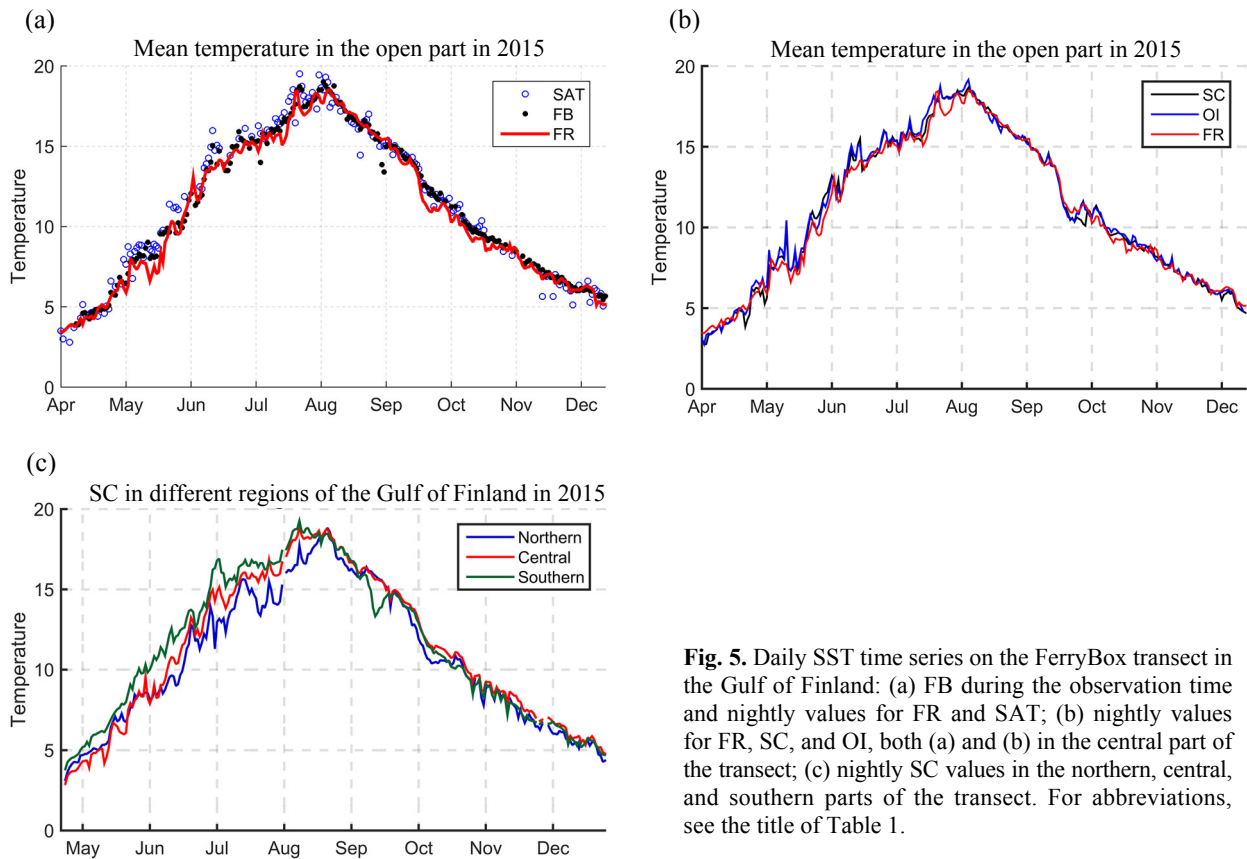 (a)
Mean temperature in the open part in 2015
Temperature
20
15
10
5
0
SAT
FB
FR
Apr May Jun Jul Aug Sep Oct Nov Dec
(b)
Mean temperature in the open part in 2015
Temperature
20
15
10
5
0
SC
OI
FR
Apr May Jun Jul Aug Sep Oct Nov Dec
(c)
SC in different regions of the Gulf of Finland in 2015
Temperature
20
15
10
5
0
Northern
Central
Southern
May Jun Jul Aug Sep Oct Nov Dec
Fig. 5. Daily SST time series on the FerryBox transect in
the Gulf of Finland: (a) FB during the observation time
and nightly values for FR and SAT; (b) nightly values
for FR, SC, and OI, both (a) and (b) in the central part of
the transect; (c) nightly SC values in the northern, central,
and southern parts of the transect. For abbreviations,
see the title of Table 1.